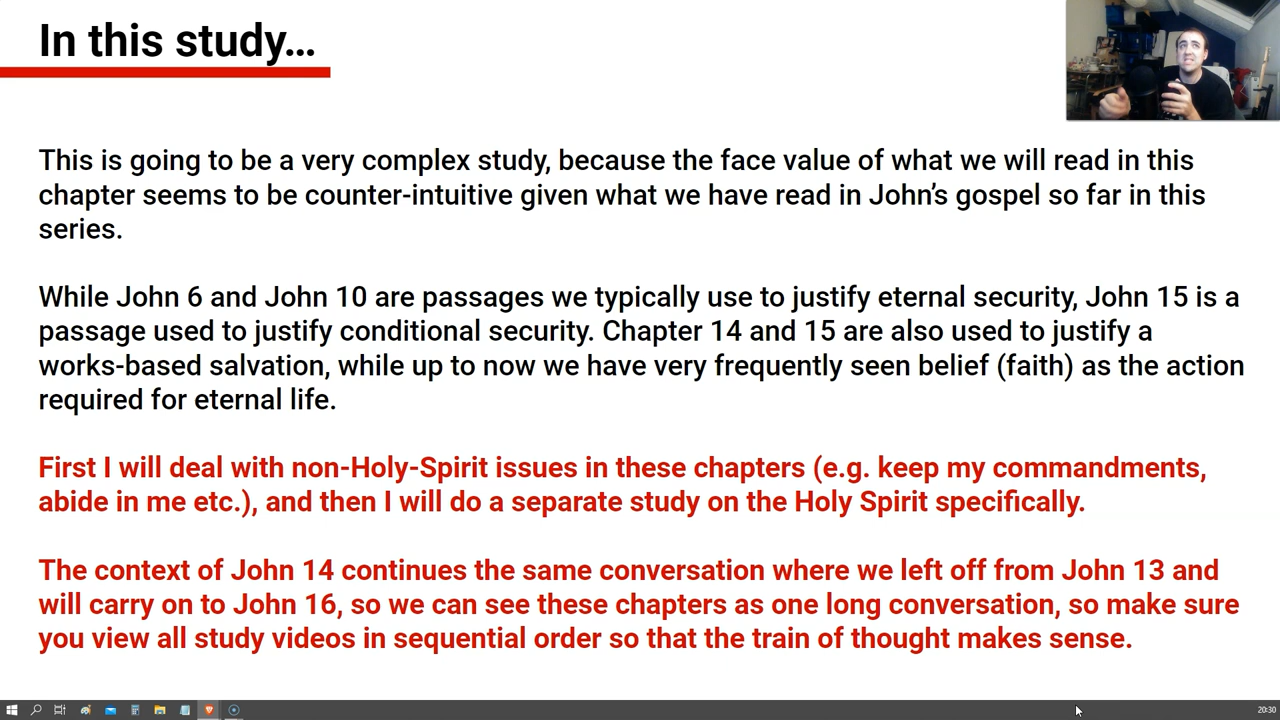 In this study...
This is going to be a very complex study, because the face value of what we will read in this
chapter seems to be counter-intuitive given what we have read in John’s gospel so far in this
series.
While John 6 and John 10 are passages we typically use to justify eternal security, John 15 is a
passage used to justify conditional security. Chapter 14 and 15 are also used to justify a
works-based salvation, while up to now we have very frequently seen belief (faith) as the action
required for eternal life.
First I will deal with non-Holy-Spirit issues in these chapters (e.g. keep my commandments,
abide in me etc.), and then I will do a separate study on the Holy Spirit specifically.
The context of John 14 continues the same conversation where we left off from John 13 and
will carry on to John 16, so we can see these chapters as one long conversation, so make sure
you view all study videos in sequential order so that the train of thought makes sense.
20:30